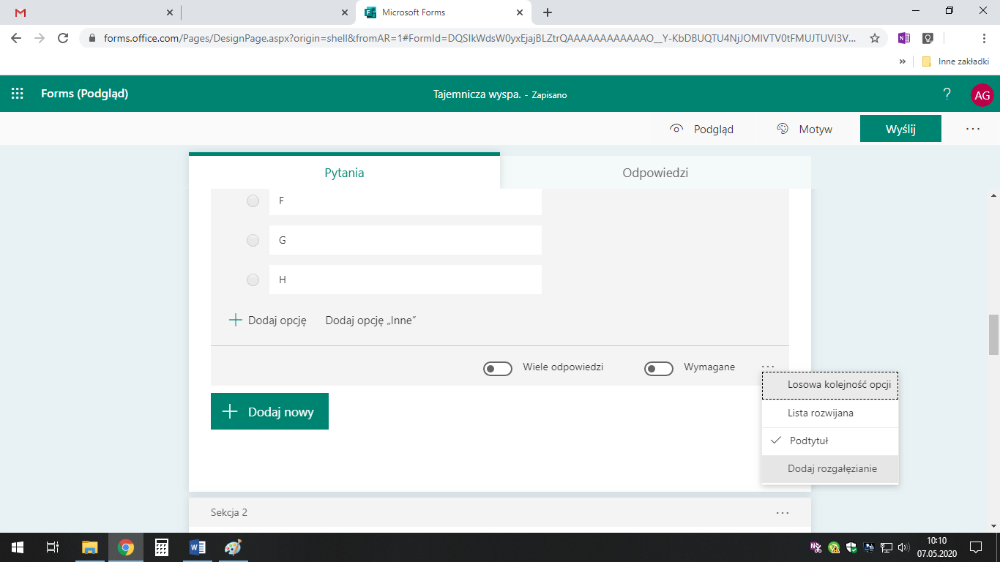 Microsoft Forms
forms.office.com/Pages/DesignPage.aspx?origin=shell&fromAR=1#FormId=DQSIkWdsW0yxEjajBLZtrQAAAAAAAAAAAAO__Y-KbDBUQTU4NjJOMlVTV0tFMUJTUVI3V...
» Inne zakładki
Forms (Podgląd)
Tajemnicza wyspa. - Zapisano
? AG
Podgląd Motyw Wyślij ...
Pytania Odpowiedzi
F
G
H
Dodaj opcję Dodaj opcję „Inne”
Wiele odpowiedzi Wymagane ...
Losowa kolejność opcji
Lista rozwijana
Podtytuł
Dodaj rozgałęzianie
Dodaj nowy
Sekcja 2 ...
10:10
07.05.2020